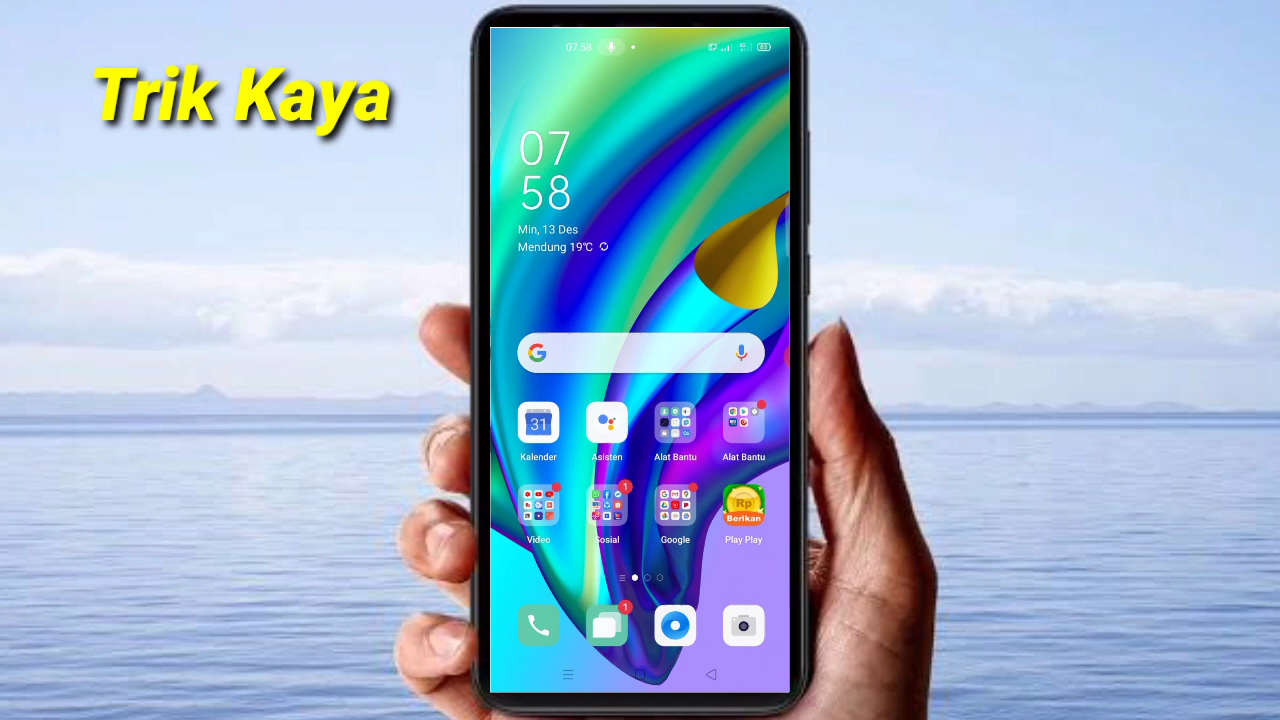 Trik Kaya
07.58
83
07
58
Min, 13 Des
Mendung 19℃
31
Kalender
Asisten
Alat Bantu
Alat Bantu
1
Rp
Berikan
Video
Sosial
Google
Play Play
1